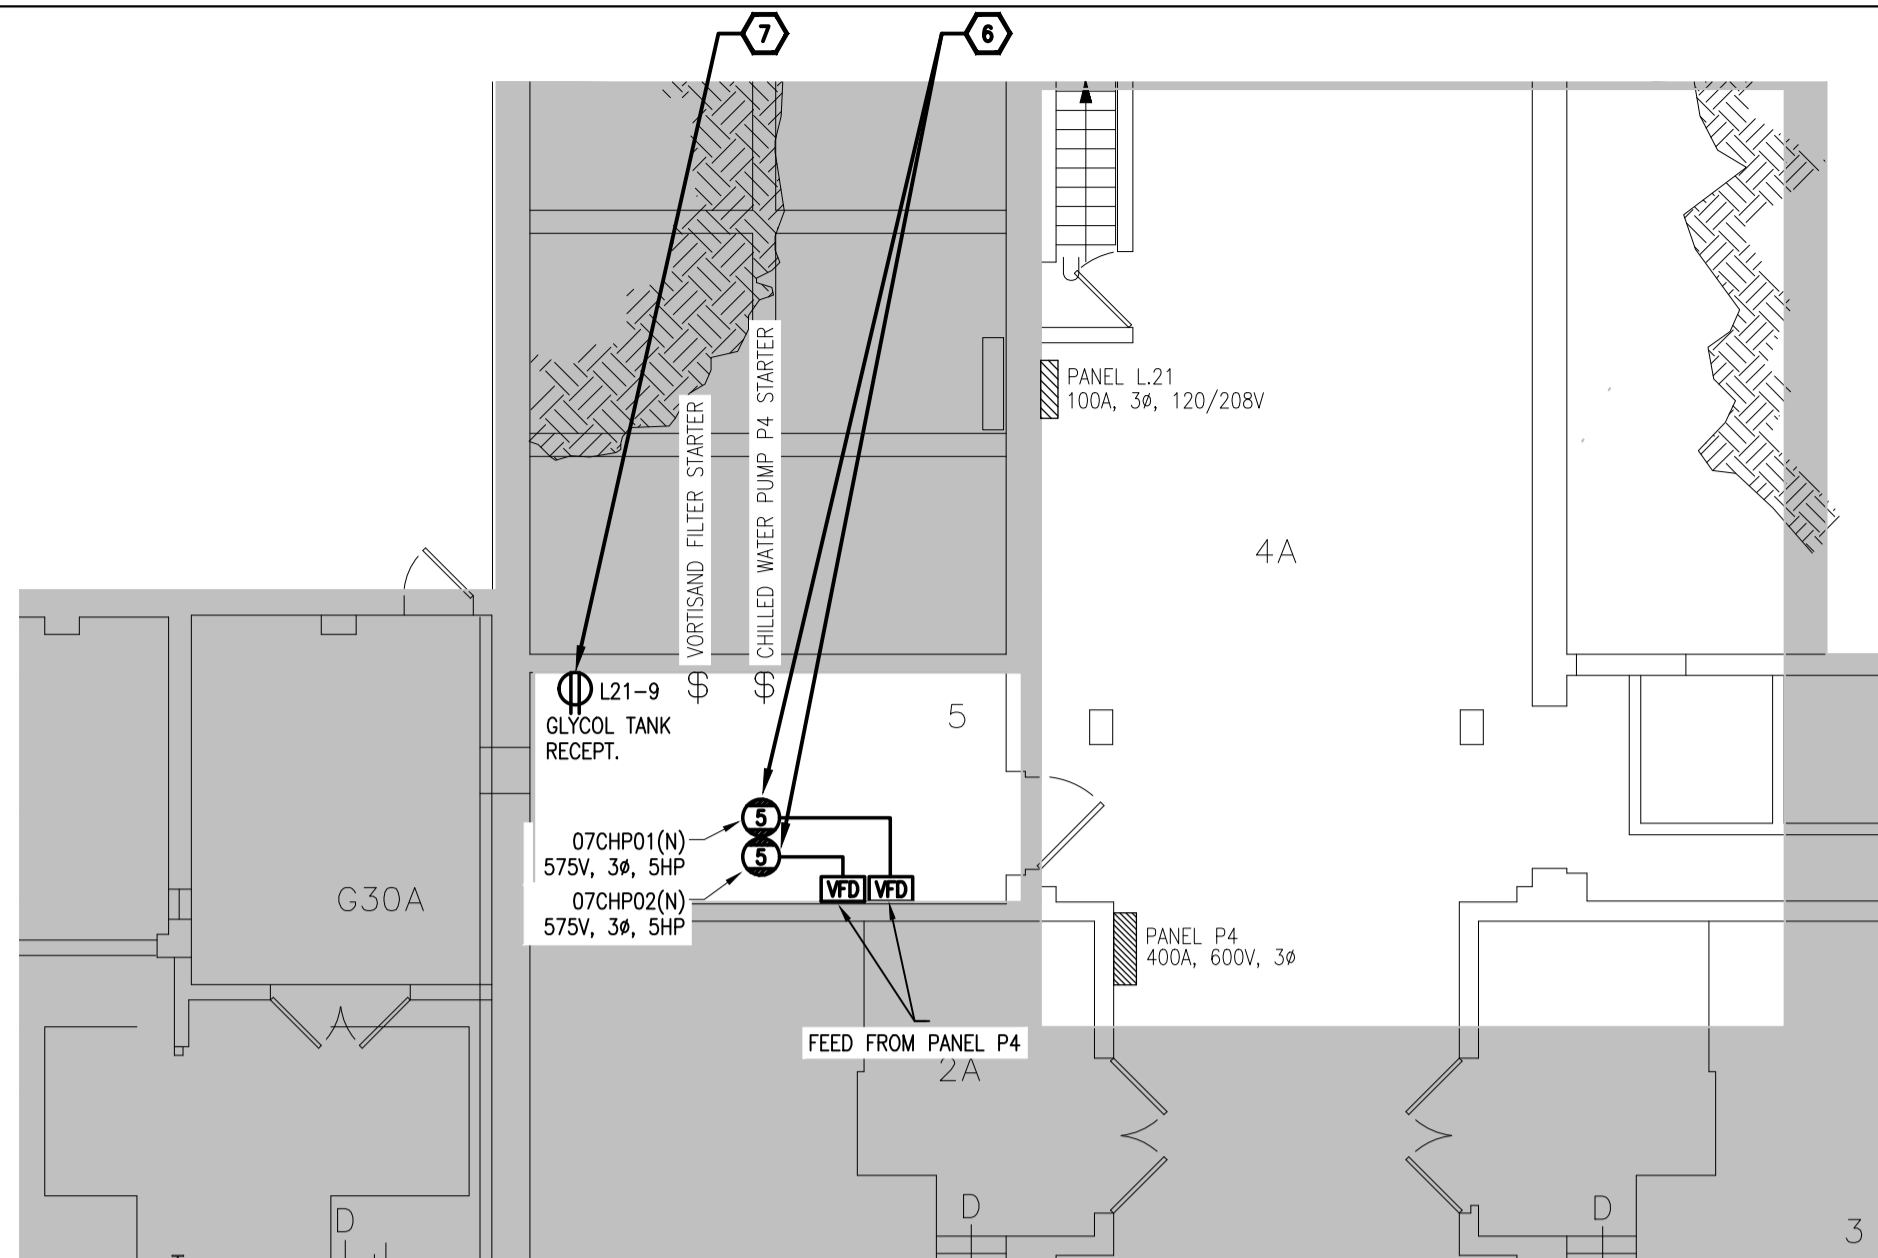 7
6
PANEL L.21
100A, 3ø, 120/208V
VORTISAND FILTER STARTER
CHILLED WATER PUMP P4 STARTER
4A
$ $
L21-9
GLYCOL TANK
RECEPT.
5
5
07CHP01(N)
575V, 3ø, 5HP
5
07CHP02(N)
575V, 3ø, 5HP
VFD VFD
G30A
PANEL P4
400A, 600V, 3ø
FEED FROM PANEL P4
2A
D
D
D
3